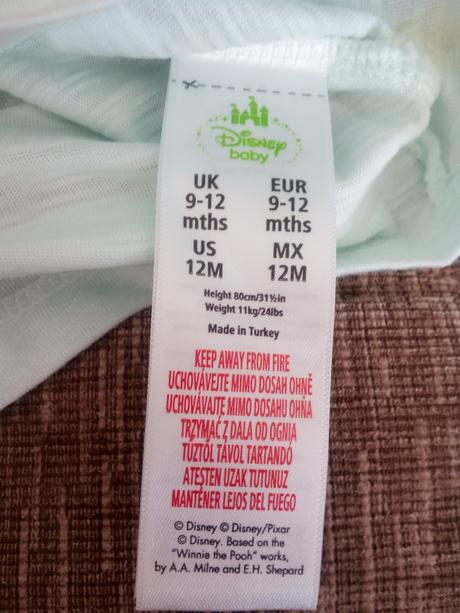 Disney
baby
UK
9-12
mths
EUR
9-12
mths
US
12M
MX
12M
Height 80cm/31½in
Weight 11kg/24lbs
Made in Turkey
KEEP AWAY FROM FIRE
UCHOVÁVEJTE MIMO DOSAH OHNĚ
UCHOVÁVAJTE MIMO DOSAHU OHŇA
TRZYMAĆ Z DALA OD OGNIA
TŰZTŐL TÁVOL TARTANDÓ
ATEŞTEN UZAK TUTUNUZ
MANTENER LEJOS DEL FUEGO
© Disney © Disney/Pixar
© Disney. Based on the
"Winnie the Pooh" works,
by A.A. Milne and E.H. Shepard